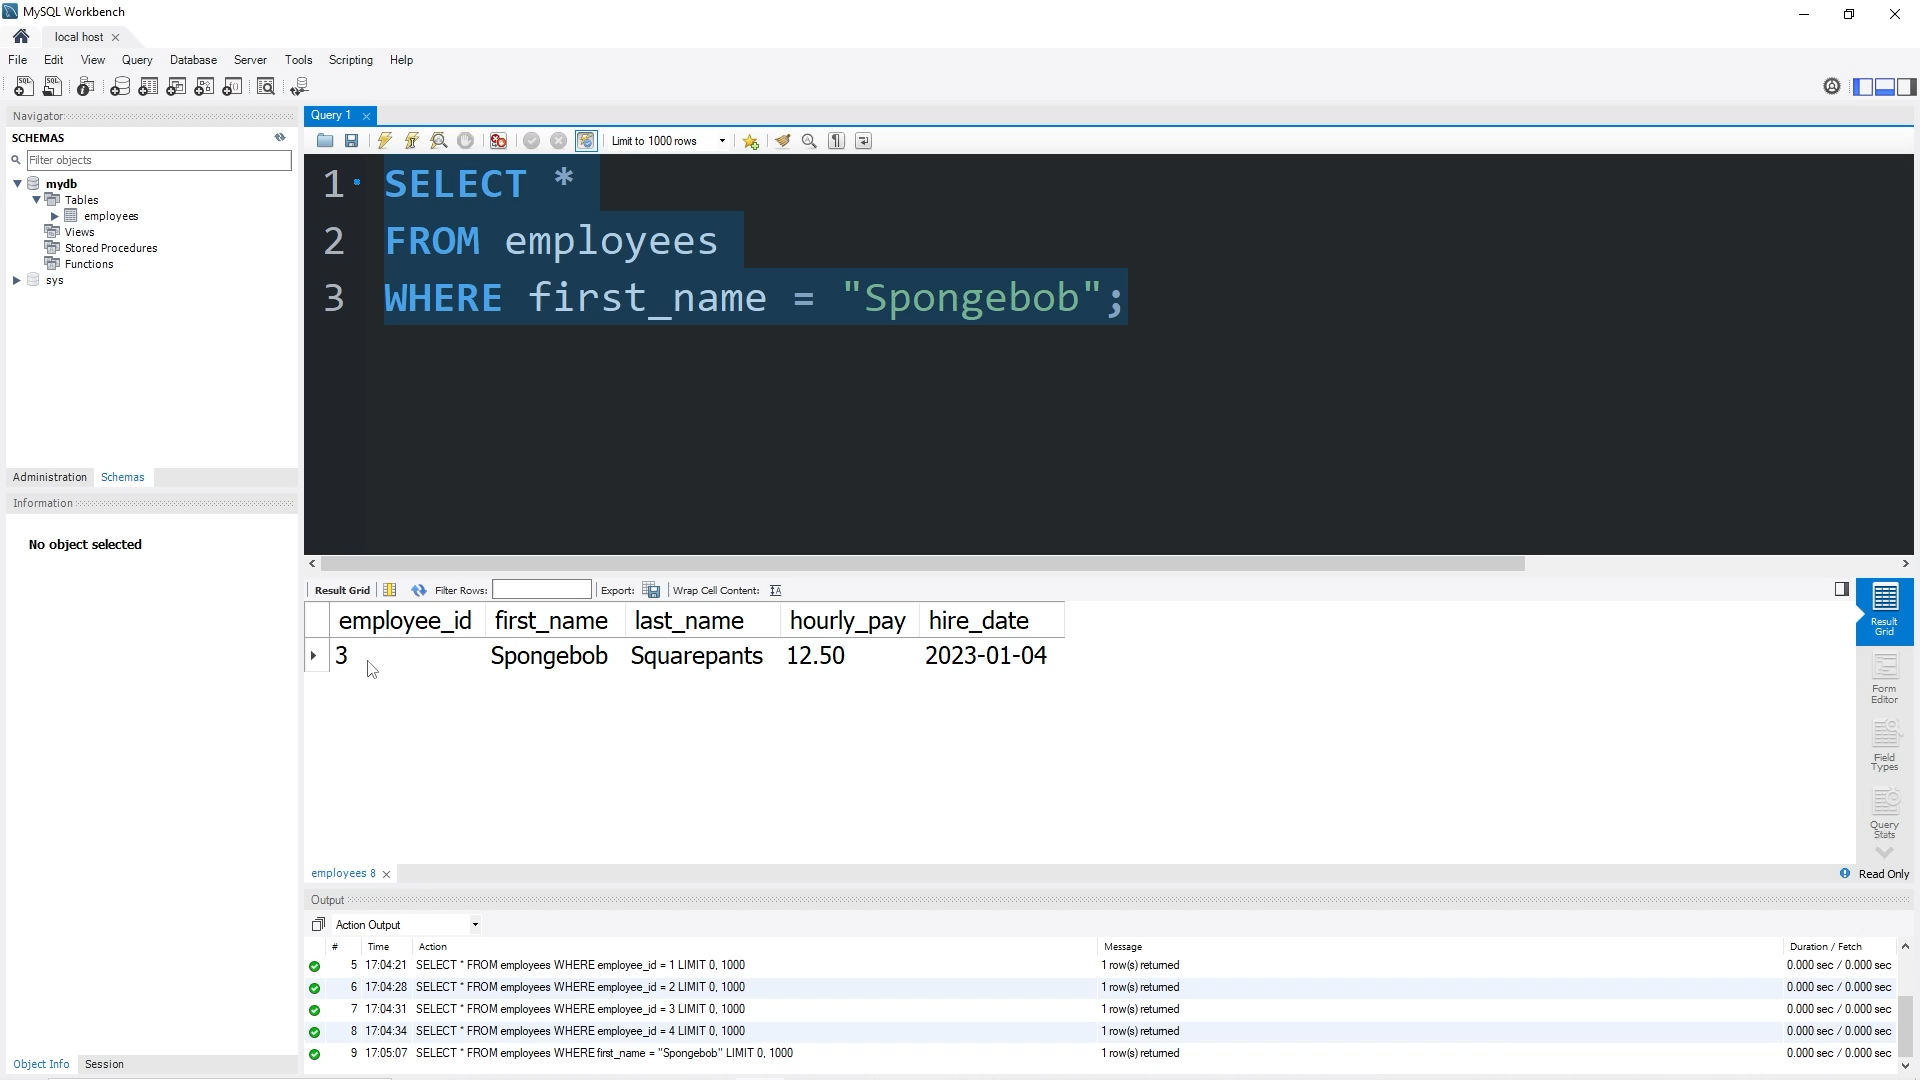 MySQL Workbench
local host
File Edit View Query Database Server Tools Scripting Help
Navigator
SCHEMAS
Filter objects
mydb
Tables
employees
Views
Stored Procedures
Functions
sys
Administration Schemas
Information
No object selected
Object Info Session
Query 1
Limit to 1000 rows
1 SELECT *
2 FROM employees
3 WHERE first_name = "Spongebob";
Result Grid Filter Rows: Export: Wrap Cell Content:
employee_id first_name last_name hourly_pay hire_date
3 Spongebob Squarepants 12.50 2023-01-04
Result
Grid
Form
Editor
Field
Types
Query
Stats
employees 8
Read Only
Output
Action Output
# Time Action Message Duration / Fetch
5 17:04:21 SELECT * FROM employees WHERE employee_id = 1 LIMIT 0, 1000 1 row(s) returned 0.000 sec / 0.000 sec
6 17:04:28 SELECT * FROM employees WHERE employee_id = 2 LIMIT 0, 1000 1 row(s) returned 0.000 sec / 0.000 sec
7 17:04:31 SELECT * FROM employees WHERE employee_id = 3 LIMIT 0, 1000 1 row(s) returned 0.000 sec / 0.000 sec
8 17:04:34 SELECT * FROM employees WHERE employee_id = 4 LIMIT 0, 1000 1 row(s) returned 0.000 sec / 0.000 sec
9 17:05:07 SELECT * FROM employees WHERE first_name = "Spongebob" LIMIT 0, 1000 1 row(s) returned 0.000 sec / 0.000 sec